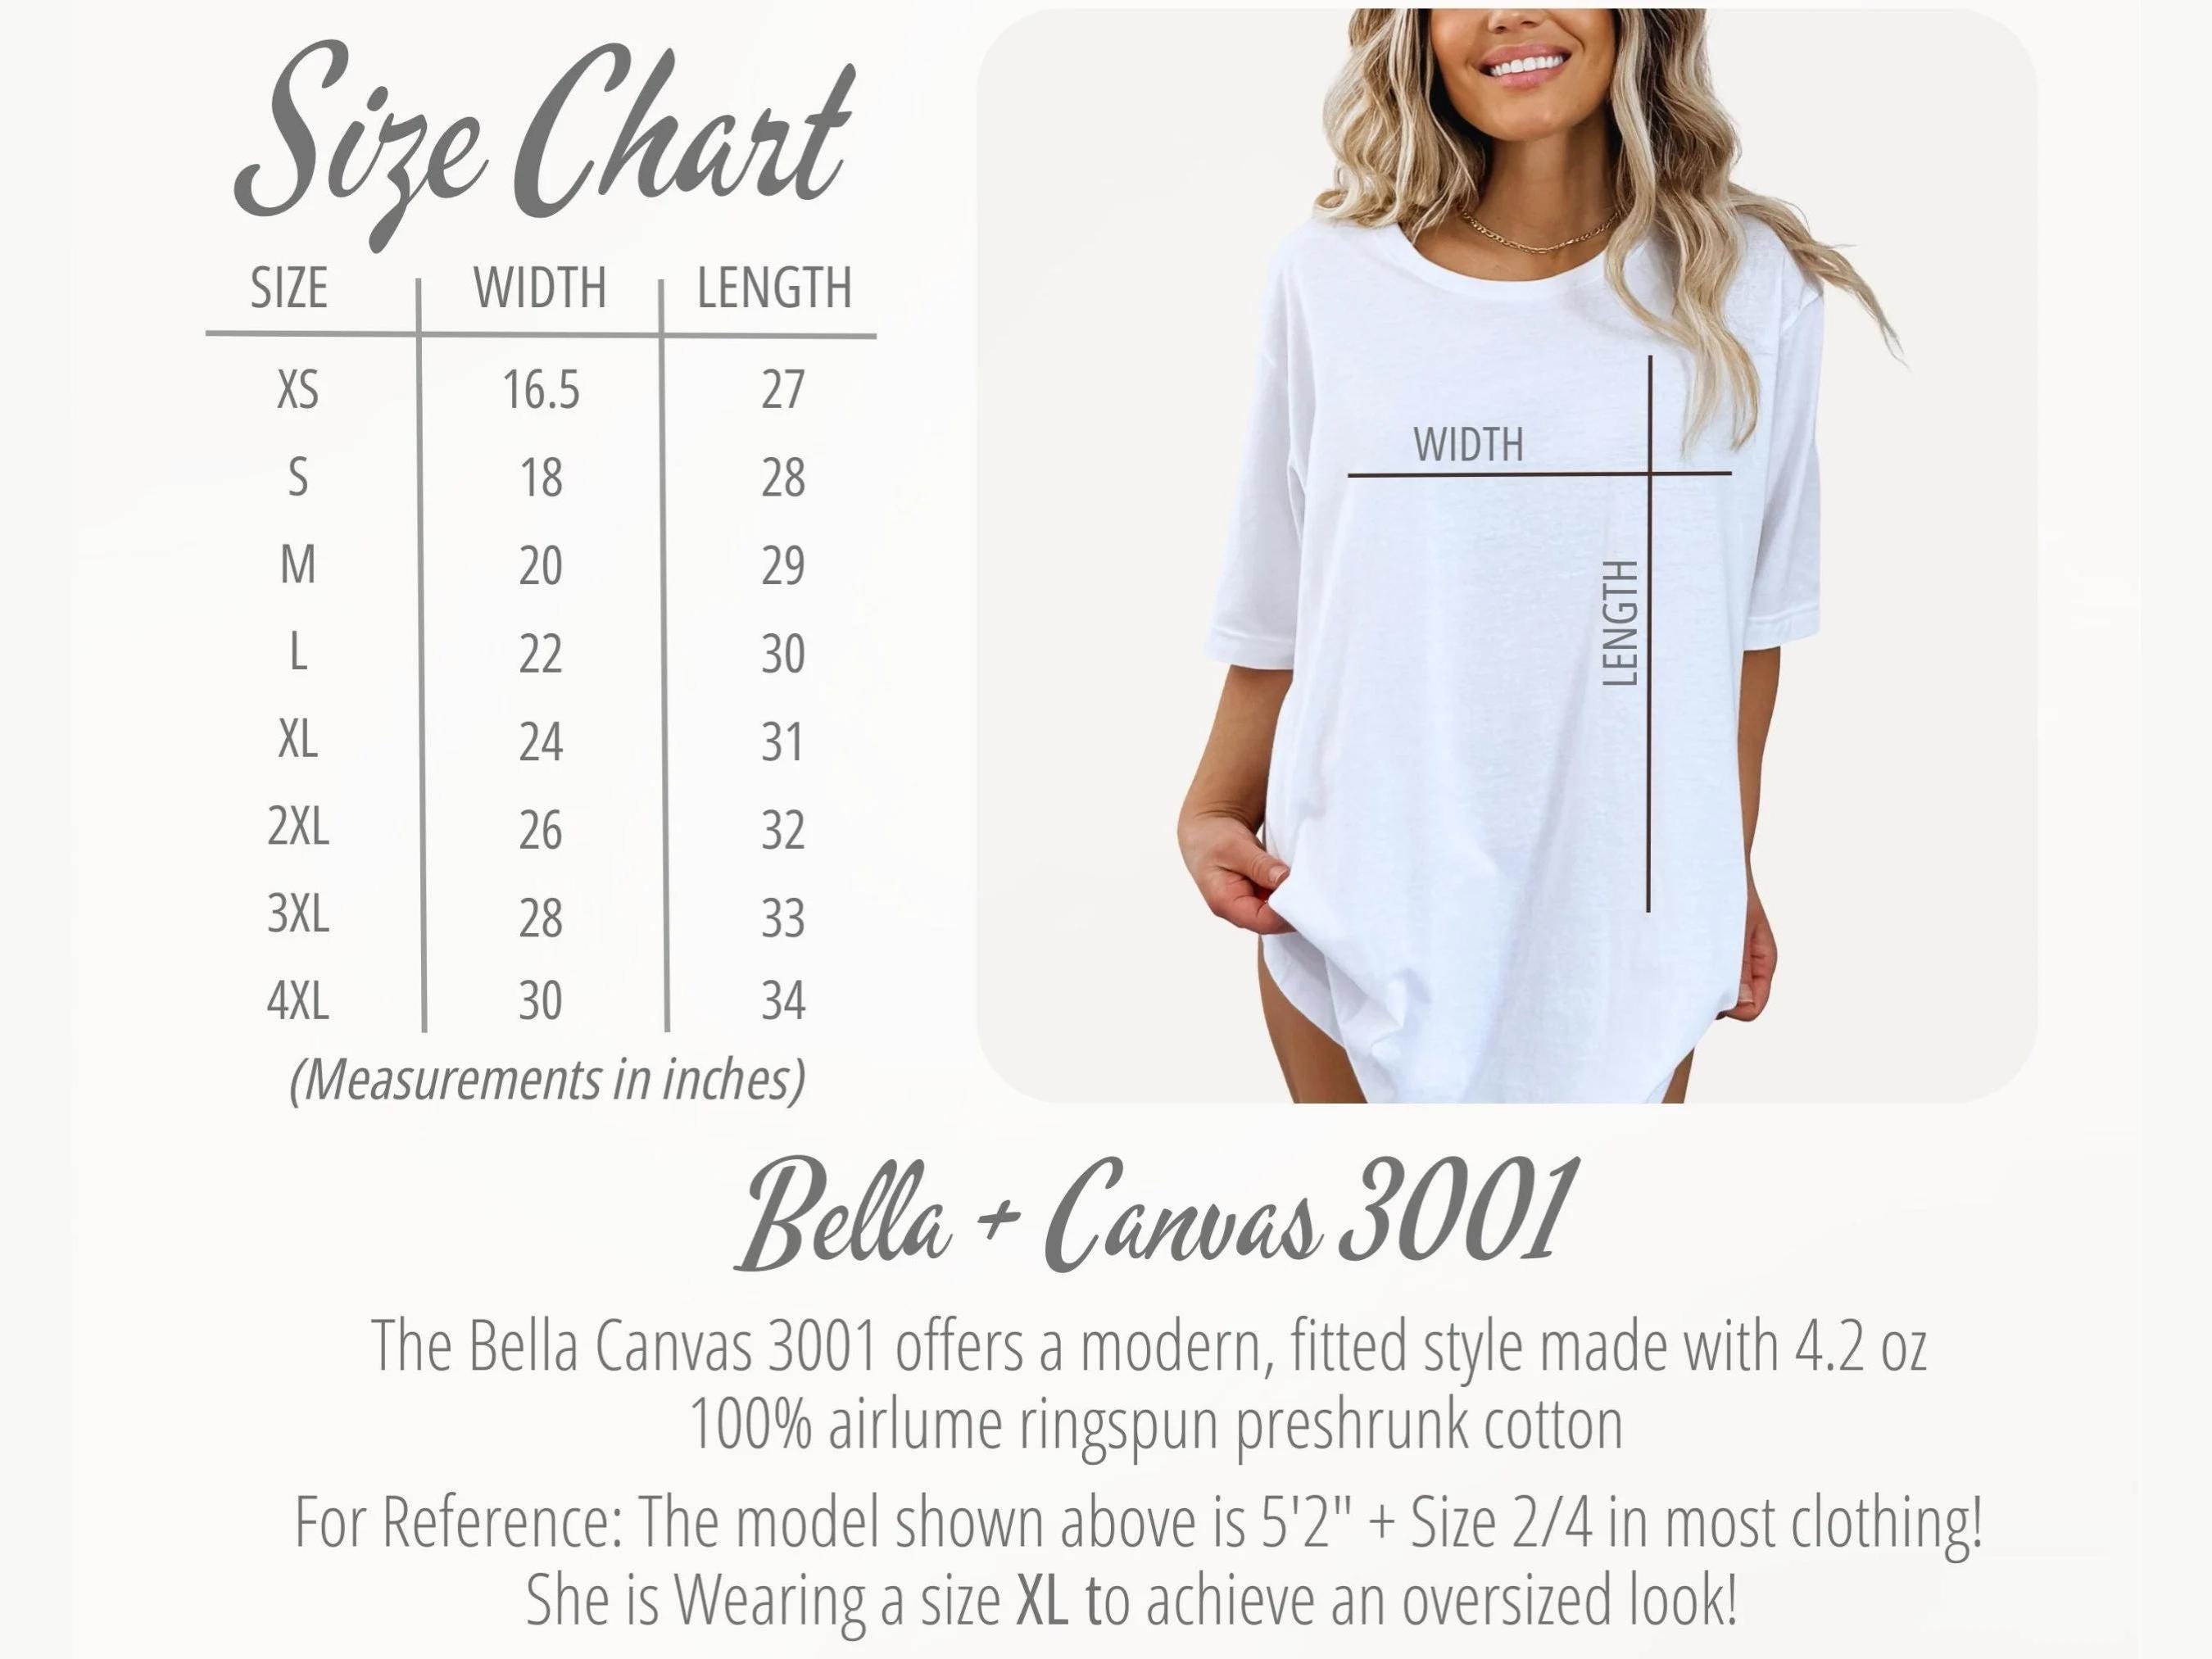 Size Chart
SIZE WIDTH LENGTH
XS 16.5 27
S 18 28
M 20 29
L 22 30
XL 24 31
2XL 26 32
3XL 28 33
4XL 30 34
(Measurements in inches)
WIDTH
LENGTH
Bella + Canvas 3001
The Bella Canvas 3001 offers a modern, fitted style made with 4.2 oz
100% airlume ringspun preshrunk cotton
For Reference: The model shown above is 5'2" + Size 2/4 in most clothing!
She is Wearing a size XL to achieve an oversized look!